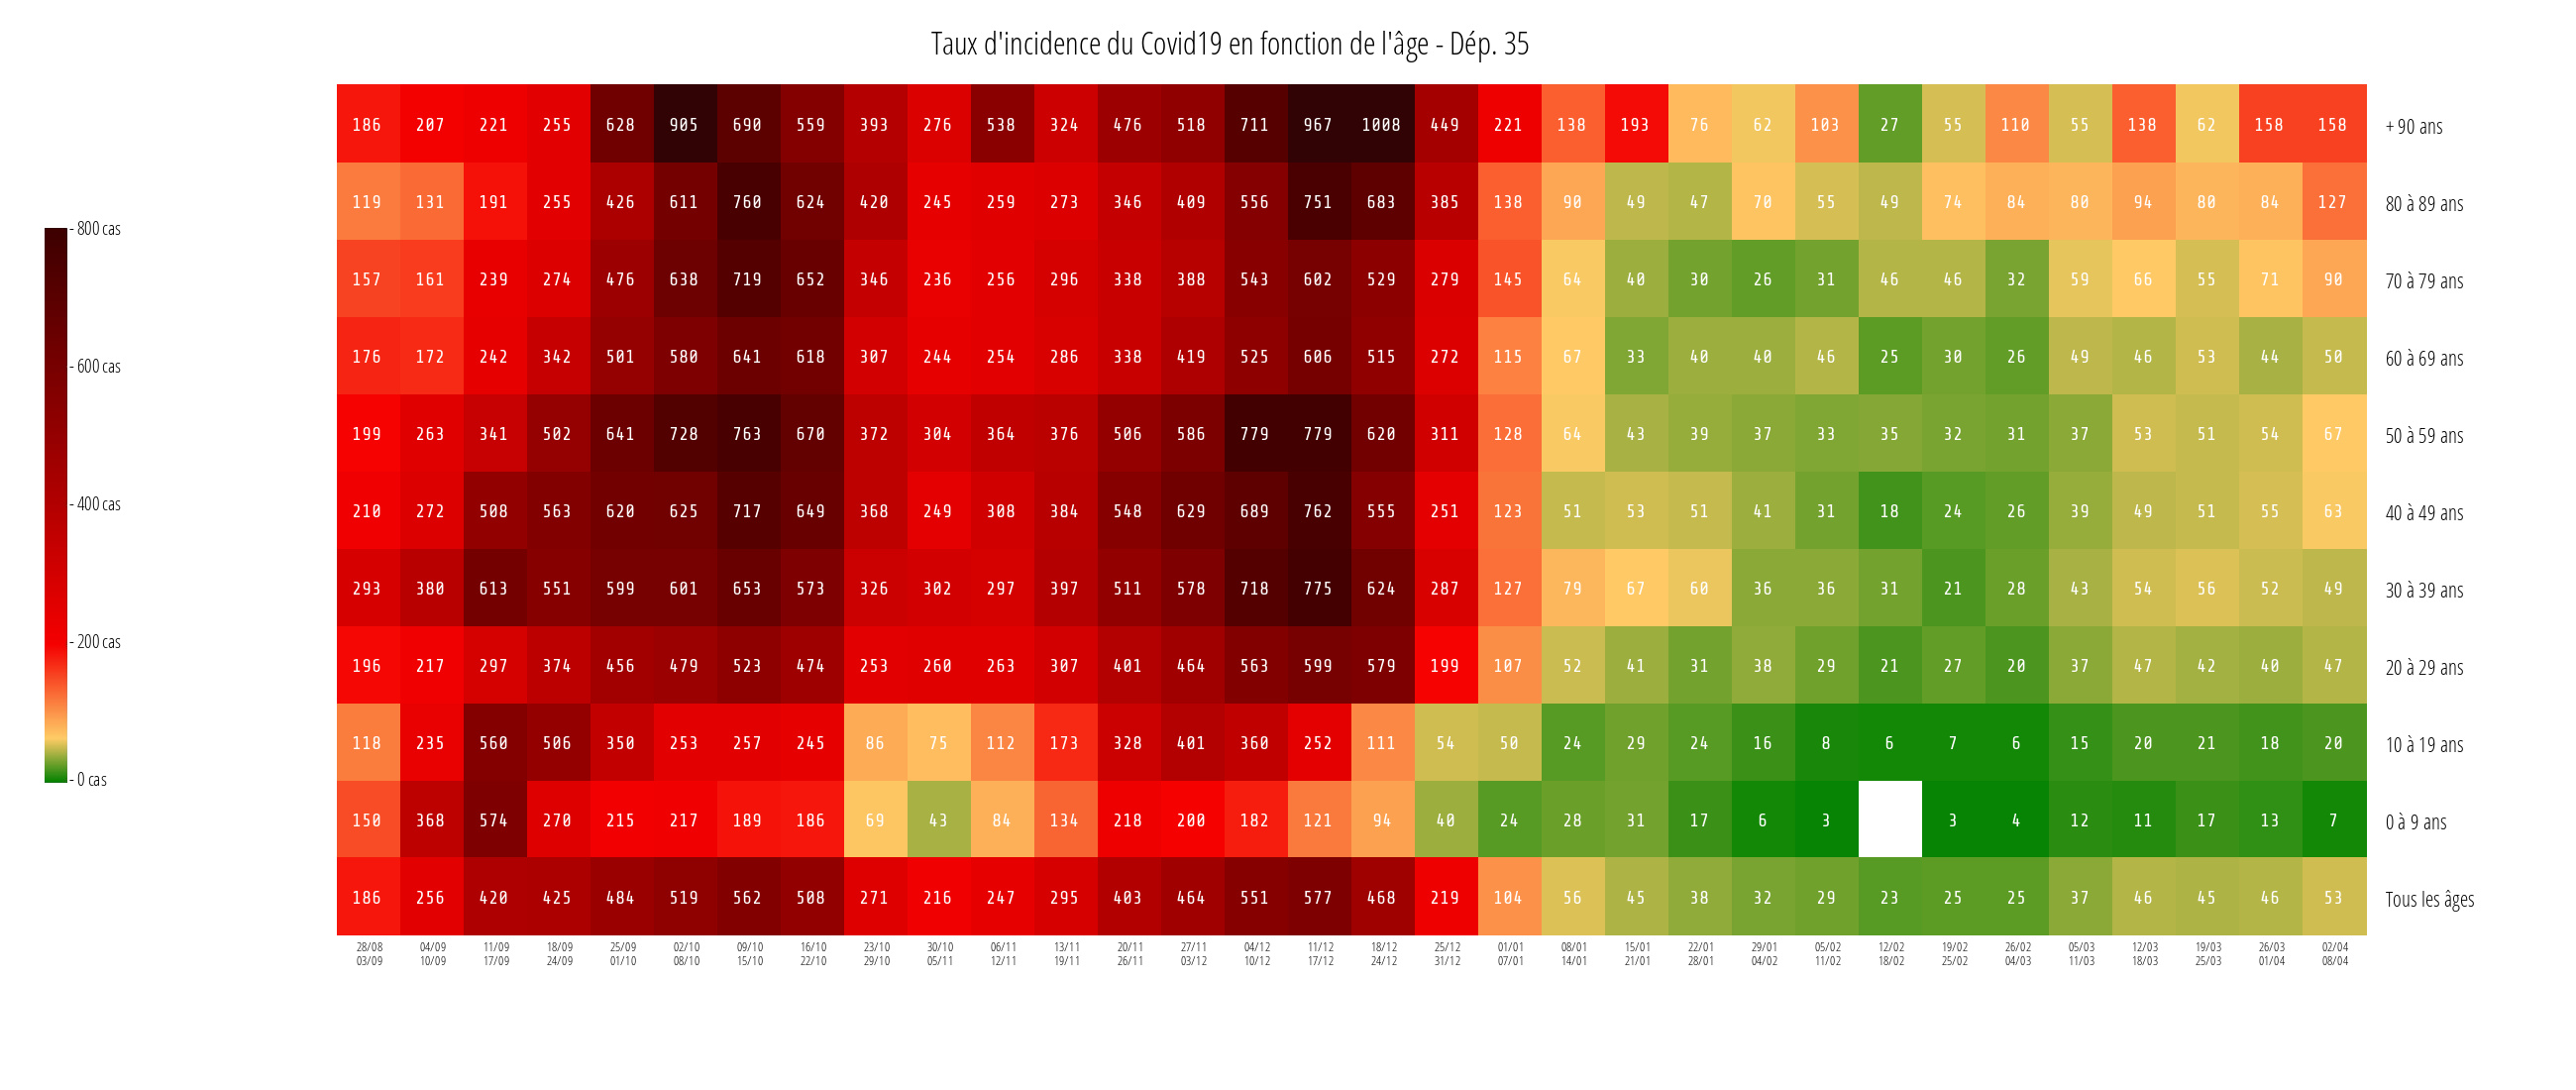 Taux d'incidence du Covid19 en fonction de l'âge - Dép. 35
- 800 cas
- 600 cas
- 400 cas
- 200 cas
- 0 cas
186 207 221 255 628 905 690 559 393 276 538 324 476 518 711 967 1008 449 221 138 193 76 62 103 27 55 110 55 138 62 158 158 + 90 ans
119 131 191 255 426 611 760 624 420 245 259 273 346 409 556 751 683 385 138 90 49 47 70 55 49 74 84 80 94 80 84 127 80 à 89 ans
157 161 239 274 476 638 719 652 346 236 256 296 338 388 543 602 529 279 145 64 40 30 26 31 46 46 32 59 66 55 71 90 70 à 79 ans
176 172 242 342 501 580 641 618 307 244 254 286 338 419 525 606 515 272 115 67 33 40 40 46 25 30 26 49 46 53 44 50 60 à 69 ans
199 263 341 502 641 728 763 670 372 304 364 376 506 586 779 779 620 311 128 64 43 39 37 33 35 32 31 37 53 51 54 67 50 à 59 ans
210 272 508 563 620 625 717 649 368 249 308 384 548 629 689 762 555 251 123 51 53 51 41 31 18 24 26 39 49 51 55 63 40 à 49 ans
293 380 613 551 599 601 653 573 326 302 297 397 511 578 718 775 624 287 127 79 67 60 36 36 31 21 28 43 54 56 52 49 30 à 39 ans
196 217 297 374 456 479 523 474 253 260 263 307 401 464 563 599 579 199 107 52 41 31 38 29 21 27 20 37 47 42 40 47 20 à 29 ans
118 235 560 506 350 253 257 245 86 75 112 173 328 401 360 252 111 54 50 24 29 24 16 8 6 7 6 15 20 21 18 20 10 à 19 ans
150 368 574 270 215 217 189 186 69 43 84 134 218 200 182 121 94 40 24 28 31 17 6 3 3 4 12 11 17 13 7 0 à 9 ans
186 256 420 425 484 519 562 508 271 216 247 295 403 464 551 577 468 219 104 56 45 38 32 29 23 25 25 37 46 45 46 53 Tous les âges
28/08 04/09 11/09 18/09 25/09 02/10 09/10 16/10 23/10 30/10 06/11 13/11 20/11 27/11 04/12 11/12 18/12 25/12 01/01 08/01 15/01 22/01 29/01 05/02 12/02 19/02 26/02 05/03 12/03 19/03 26/03 02/04
03/09 10/09 17/09 24/09 01/10 08/10 15/10 22/10 29/10 05/11 12/11 19/11 26/11 03/12 10/12 17/12 24/12 31/12 07/01 14/01 21/01 28/01 04/02 11/02 18/02 25/02 04/03 11/03 18/03 25/03 01/04 08/04